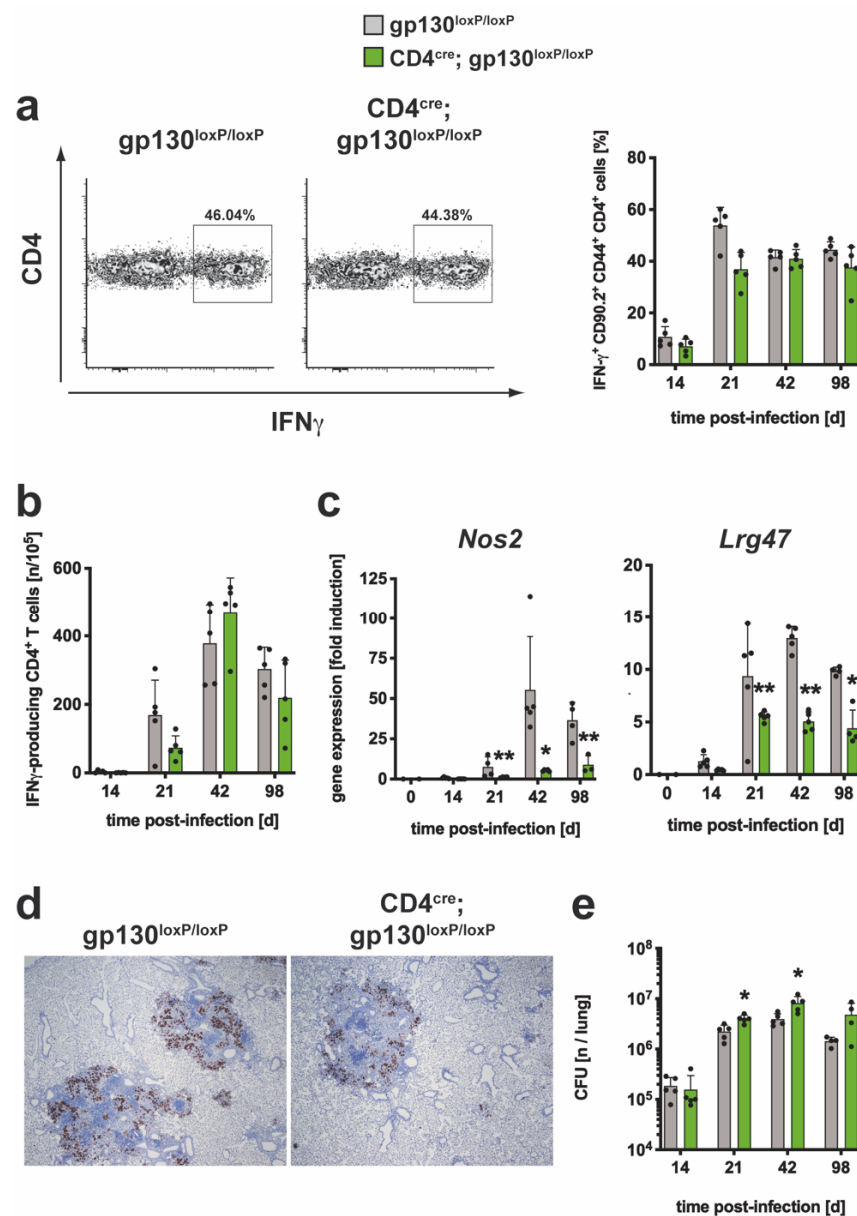 gp130loxP/loxP
CD4cre; gp130loxP/loxP
a
gp130loxP/loxP
CD4cre;
gp130loxP/loxP
46.04%
44.38%
CD4
IFNγ
IFN-γ+ CD90.2+ CD44+ CD4+ cells [%]
80
60
40
20
0
14 21 42 98
time post-infection [d]
b
IFNγ-producing CD4+ T cells [n/10⁵]
600
400
200
0
14 21 42 98
time post-infection [d]
c
Nos2
gene expression [fold induction]
125
100
75
50
25
0
** * **
0 14 21 42 98
time post-infection [d]
Lrg47
20
15
10
5
0
** ** *
0 14 21 42 98
time post-infection [d]
d
gp130loxP/loxP
CD4cre;
gp130loxP/loxP
e
CFU [n / lung]
10⁸
10⁷
10⁶
10⁵
10⁴
* *
14 21 42 98
time post-infection [d]